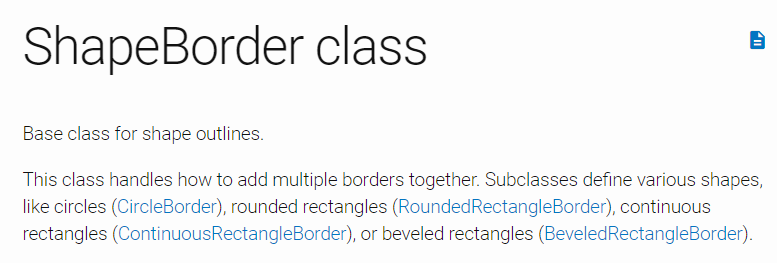 ShapeBorder class
Base class for shape outlines.
This class handles how to add multiple borders together. Subclasses define various shapes,
like circles (CircleBorder), rounded rectangles (RoundedRectangleBorder), continuous
rectangles (ContinuousRectangleBorder), or beveled rectangles (BeveledRectangleBorder).